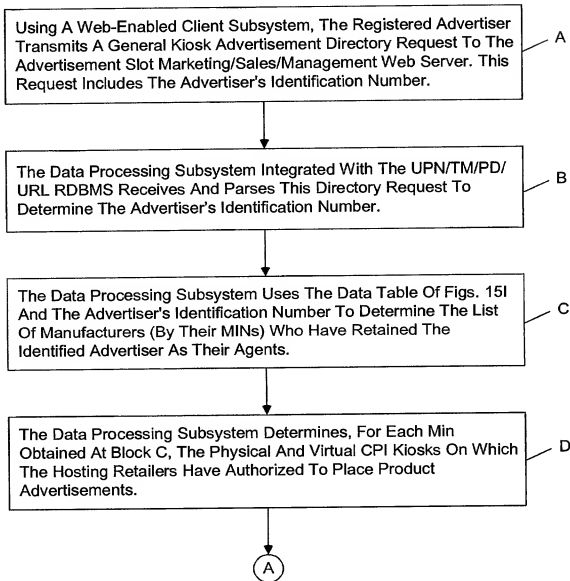 Using A Web-Enabled Client Subsystem, The Registered Advertiser
Transmits A General Kiosk Advertisement Directory Request To The
Advertisement Slot Marketing/Sales/Management Web Server. This
Request Includes The Advertiser's Identification Number.
A
The Data Processing Subsystem Integrated With The UPN/TM/PD/
URL RDBMS Receives And Parses This Directory Request To
Determine The Advertiser's Identification Number.
B
The Data Processing Subsystem Uses The Data Table Of Figs. 15I
And The Advertiser's Identification Number To Determine The List
Of Manufacturers (By Their MINs) Who Have Retained The
Identified Advertiser As Their Agents.
C
The Data Processing Subsystem Determines, For Each Min
Obtained At Block C, The Physical And Virtual CPI Kiosks On Which
The Hosting Retailers Have Authorized To Place Product
Advertisements.
D
A